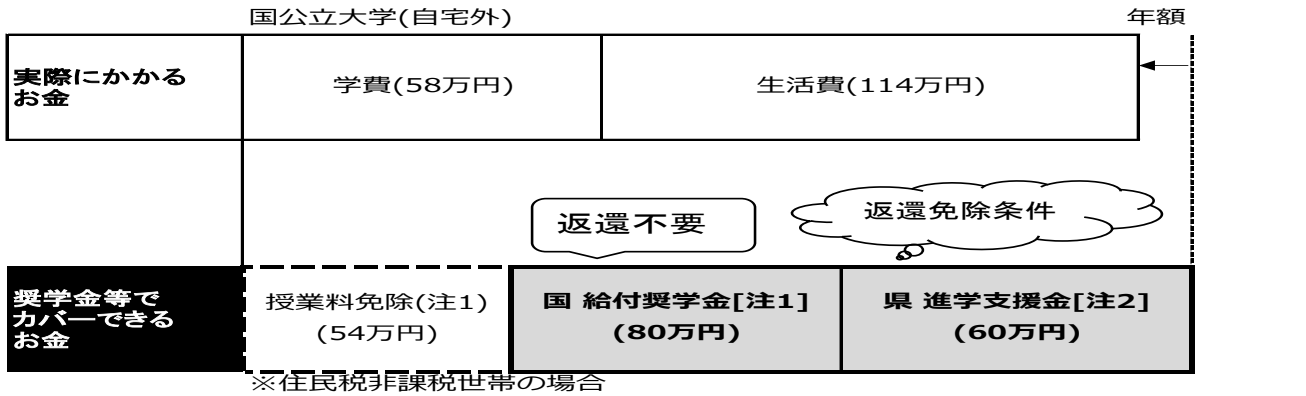 国公立大学(自宅外)
年額
実際にかかる
お金
学費(58万円)
生活費(114万円)
返還不要
返還免除条件
奨学金等で
カバーできる
お金
授業料免除(注1)
(54万円)
国 給付奨学金[注1]
(80万円)
県 進学支援金[注2]
(60万円)
※住民税非課税世帯の場合